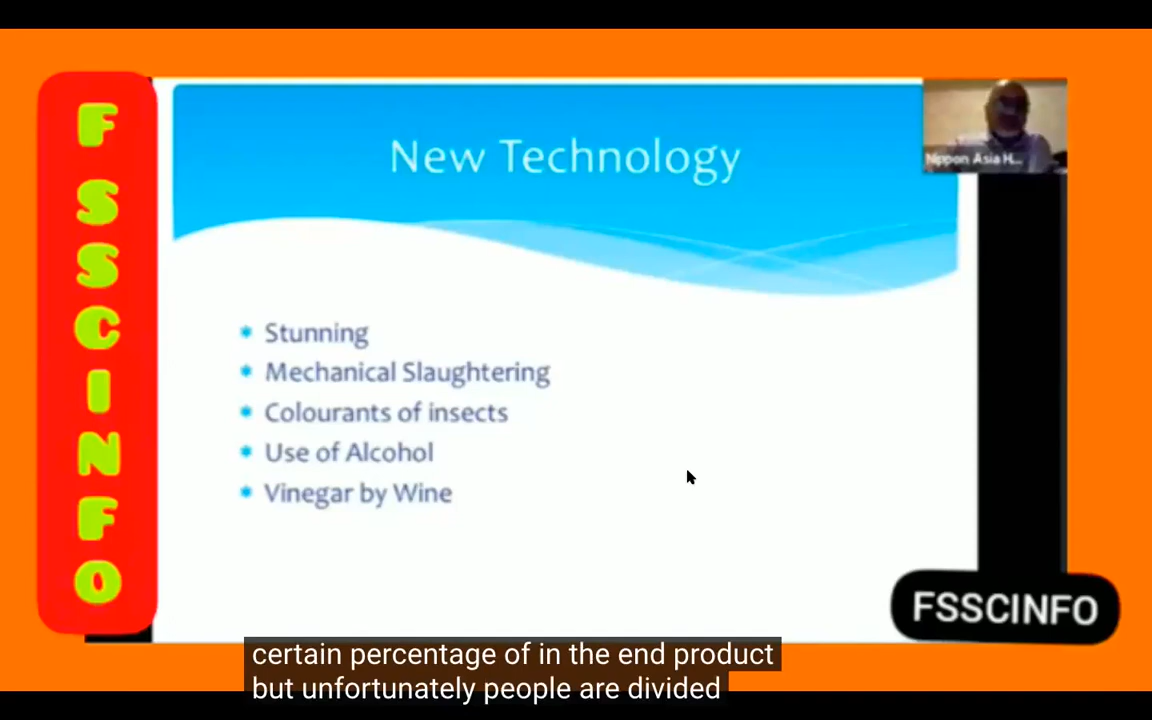 FSSCINFO
New Technology
Nippon Asia H...
Stunning
Mechanical Slaughtering
Colourants of insects
Use of Alcohol
Vinegar by Wine
FSSCINFO
certain percentage of in the end product
but unfortunately people are divided